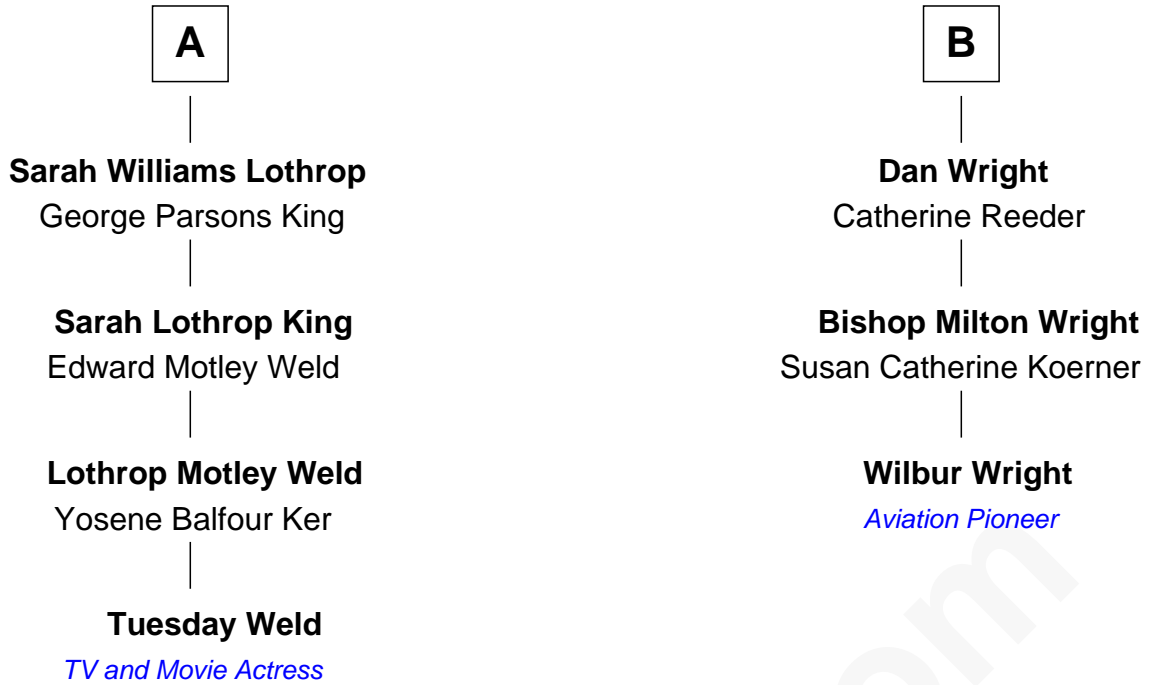 A
Sarah Williams Lothrop
George Parsons King
Sarah Lothrop King
Edward Motley Weld
Lothrop Motley Weld
Yosene Balfour Ker
Tuesday Weld
TV and Movie Actress
B
Dan Wright
Catherine Reeder
Bishop Milton Wright
Susan Catherine Koerner
Wilbur Wright
Aviation Pioneer
om